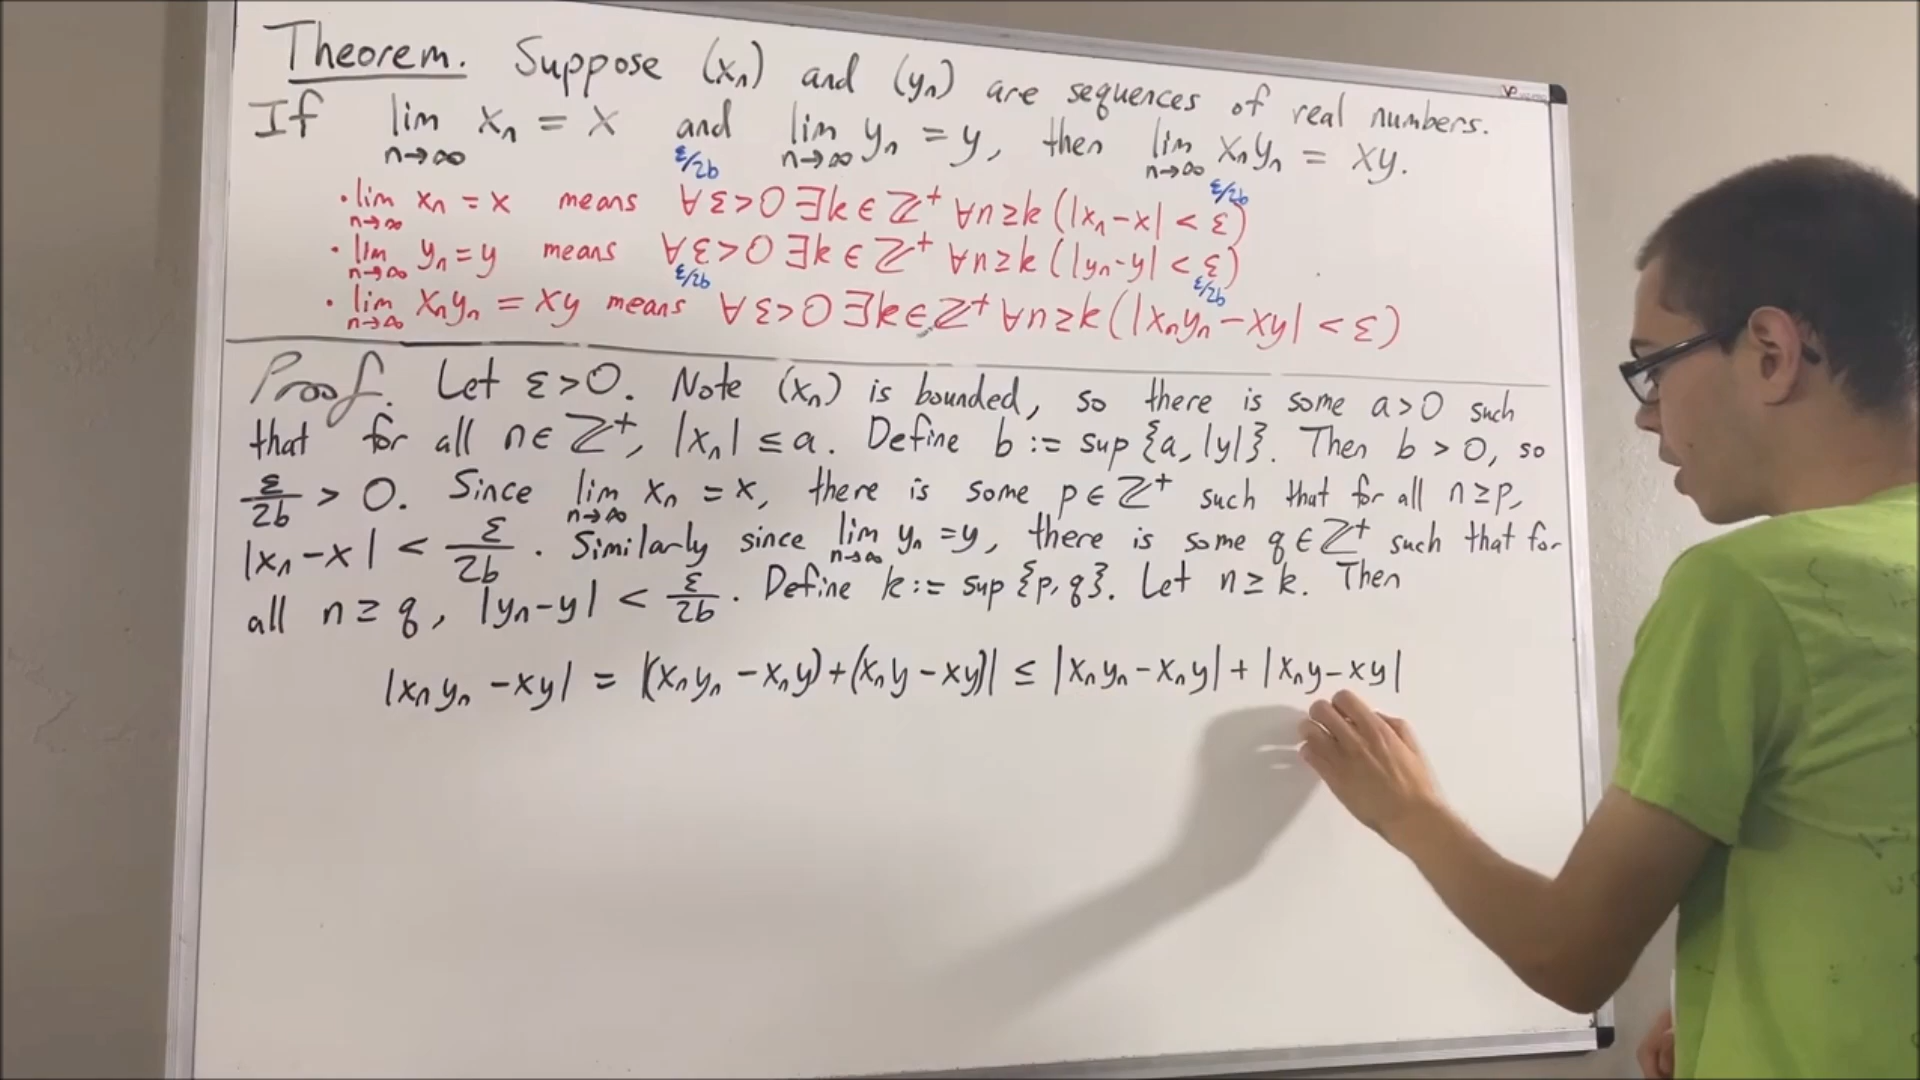 Theorem. Suppose (xₙ) and (yₙ) are sequences of real numbers.
If lim n→∞ xₙ = x and lim n→∞ yₙ = y, then lim n→∞ xₙyₙ = xy.
ε/2b ε/2b
• lim n→∞ xₙ = x means ∀ε>0 ∃k∈ℤ⁺ ∀n≥k (|xₙ-x| < ε)
• lim n→∞ yₙ = y means ∀ε>0 ∃k∈ℤ⁺ ∀n≥k (|yₙ-y| < ε)
ε/2b ε/2b
• lim n→∞ xₙyₙ = xy means ∀ε>0 ∃k∈ℤ⁺ ∀n≥k (|xₙyₙ - xy| < ε)
Proof. Let ε>0. Note (xₙ) is bounded, so there is some a>0 such
that for all n∈ℤ⁺, |xₙ| ≤ a. Define b := sup{a, |y|}. Then b > 0, so
ε/2b > 0. Since lim n→∞ xₙ = x, there is some p∈ℤ⁺ such that for all n≥p,
|xₙ-x| < ε/2b. Similarly since lim n→∞ yₙ = y, there is some q∈ℤ⁺ such that for
all n≥q, |yₙ-y| < ε/2b. Define k := sup{p,q}. Let n≥k. Then
|xₙyₙ - xy| = |(xₙyₙ - xₙy)+(xₙy - xy)| ≤ |xₙyₙ - xₙy| + |xₙy - xy|